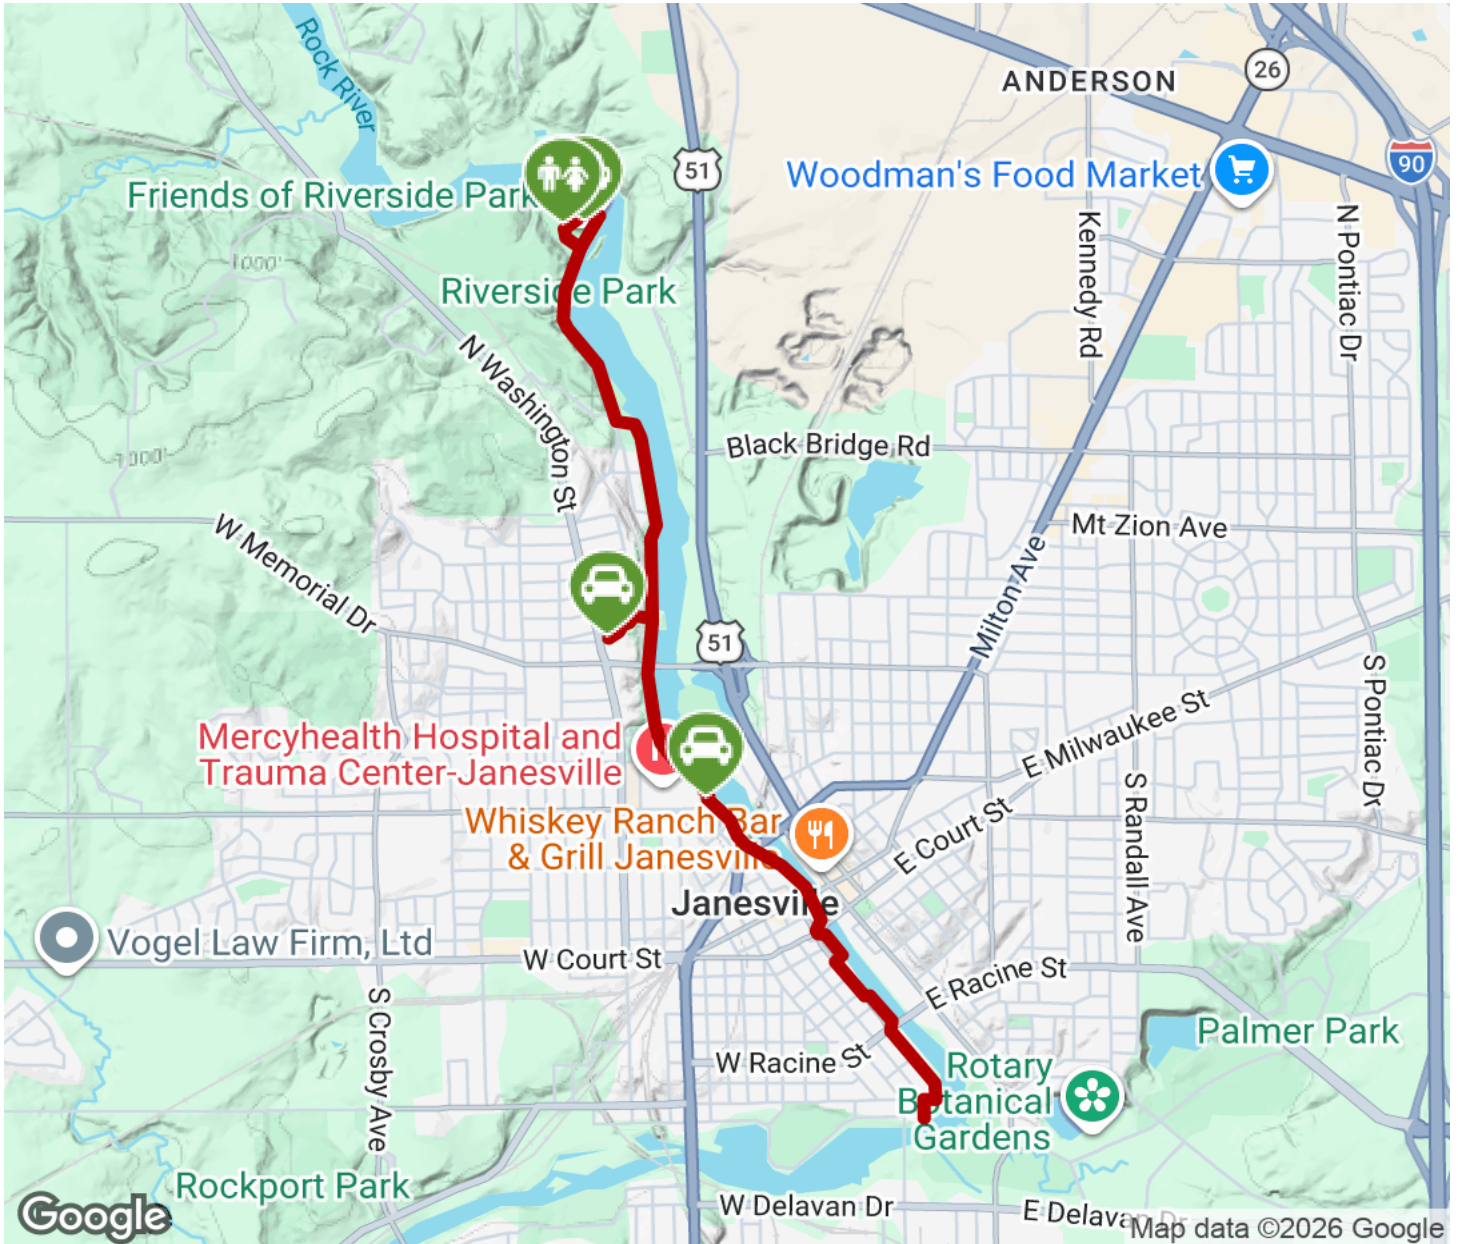 Rock River
ANDERSON
26
51
90
Woodman's Food Market
Friends of Riverside Park
Kennedy Rd
N Pontiac Dr
1000'
Riverside Park
N Washington St
Black Bridge Rd
1000'
Mt Zion Ave
W Memorial Dr
Milton Ave
51
S Pontiac Dr
E Milwaukee St
Mercyhealth Hospital and
Trauma Center-Janesville
S Randall Ave
E Court St
Whiskey Ranch Bar
& Grill Janesville
Janesville
Vogel Law Firm, Ltd
W Court St
E Racine St
S Crosby Ave
Palmer Park
W Racine St
Rotary
Botanical
Gardens
Rockport Park
W Delavan Dr
E Delavan Dr
Google
Map data ©2026 Google